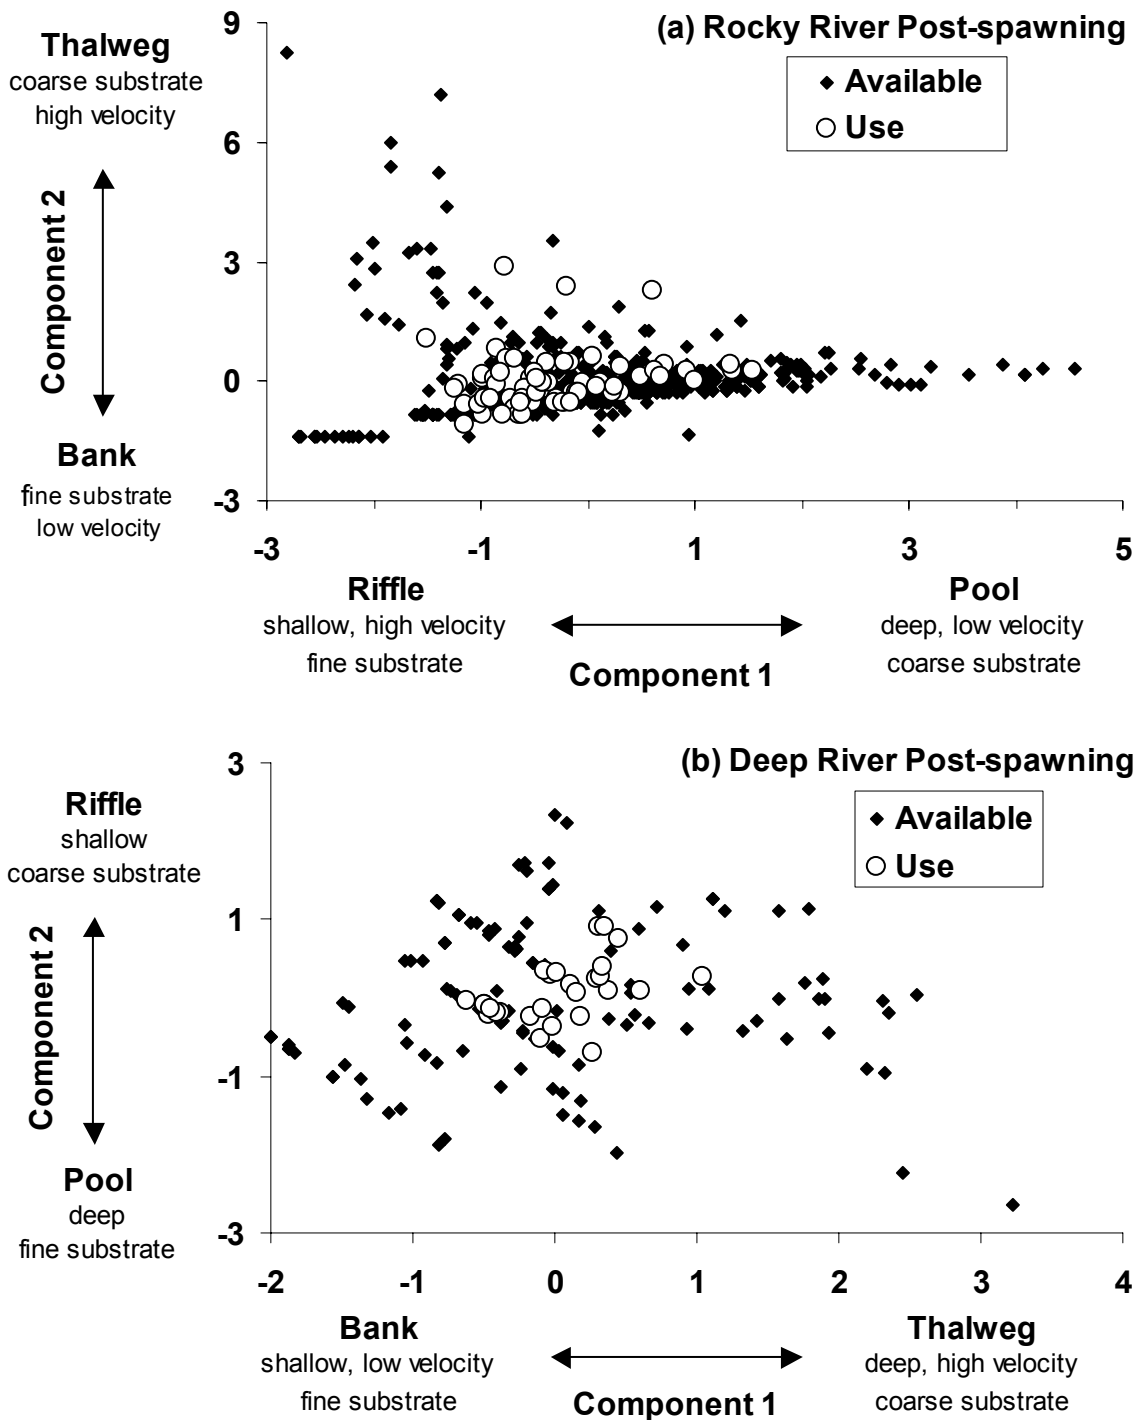 (a) Rocky River Post-spawning
Available
Use
Thalweg
coarse substrate
high velocity
Component 2
Bank
fine substrate
low velocity
9
6
3
0
-3
-3 -1 1 3 5
Riffle
shallow, high velocity
fine substrate
Component 1
Pool
deep, low velocity
coarse substrate
(b) Deep River Post-spawning
Available
Use
Riffle
shallow
coarse substrate
Component 2
Pool
deep
fine substrate
3
1
-1
-3
-2 -1 0 1 2 3 4
Bank
shallow, low velocity
fine substrate
Component 1
Thalweg
deep, high velocity
coarse substrate